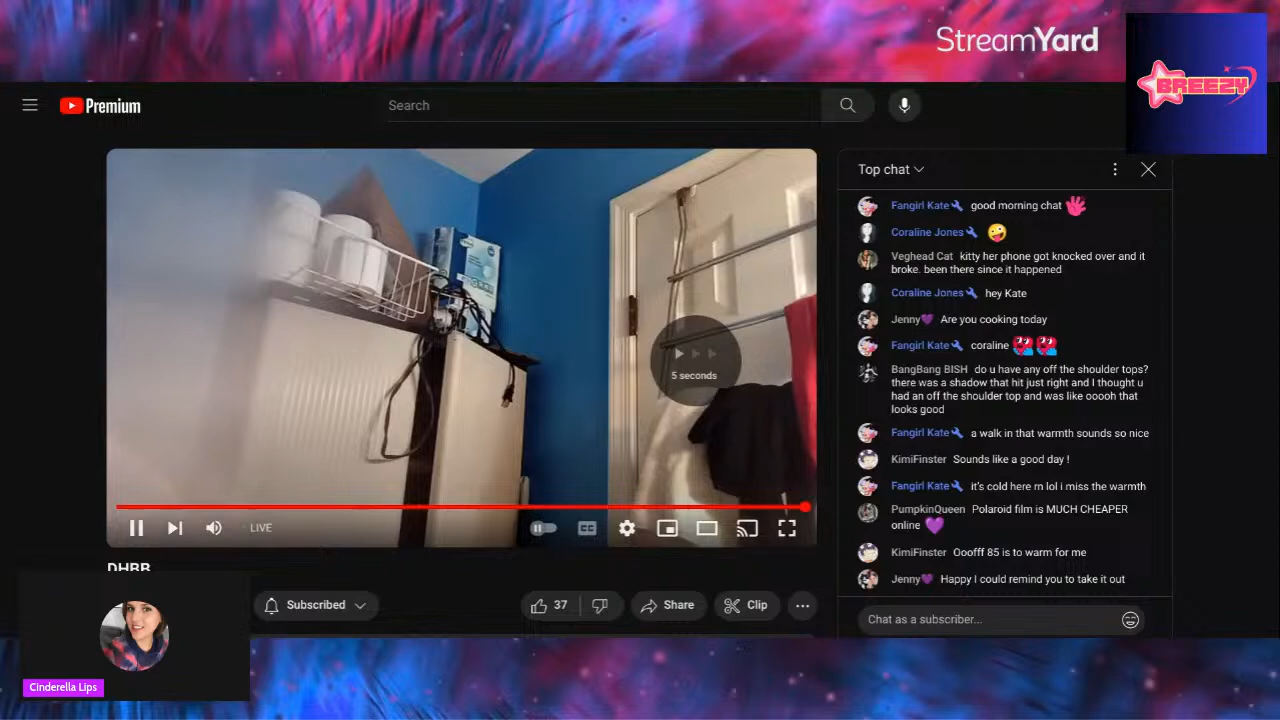 StreamYard
BREEZY
Premium
Search
Top chat
Fangirl Kate good morning chat
Coraline Jones
Veghead Cat kitty her phone got knocked over and it
broke. been there since it happened
Coraline Jones hey Kate
Jenny Are you cooking today
Fangirl Kate coraline
BangBang BISH do u have any off the shoulder tops?
there was a shadow that hit just right and I thought u
had an off the shoulder top and was like ooooh that
looks good
Fangirl Kate a walk in that warmth sounds so nice
KimiFinster Sounds like a good day !
Fangirl Kate it's cold here rn lol i miss the warmth
PumpkinQueen Polaroid film is MUCH CHEAPER
online
KimiFinster Ooofff 85 is to warm for me
Jenny Happy I could remind you to take it out
Chat as a subscriber...
5 seconds
LIVE
CC
DHRB
Subscribed
37
Share
Clip
Cinderella Lips